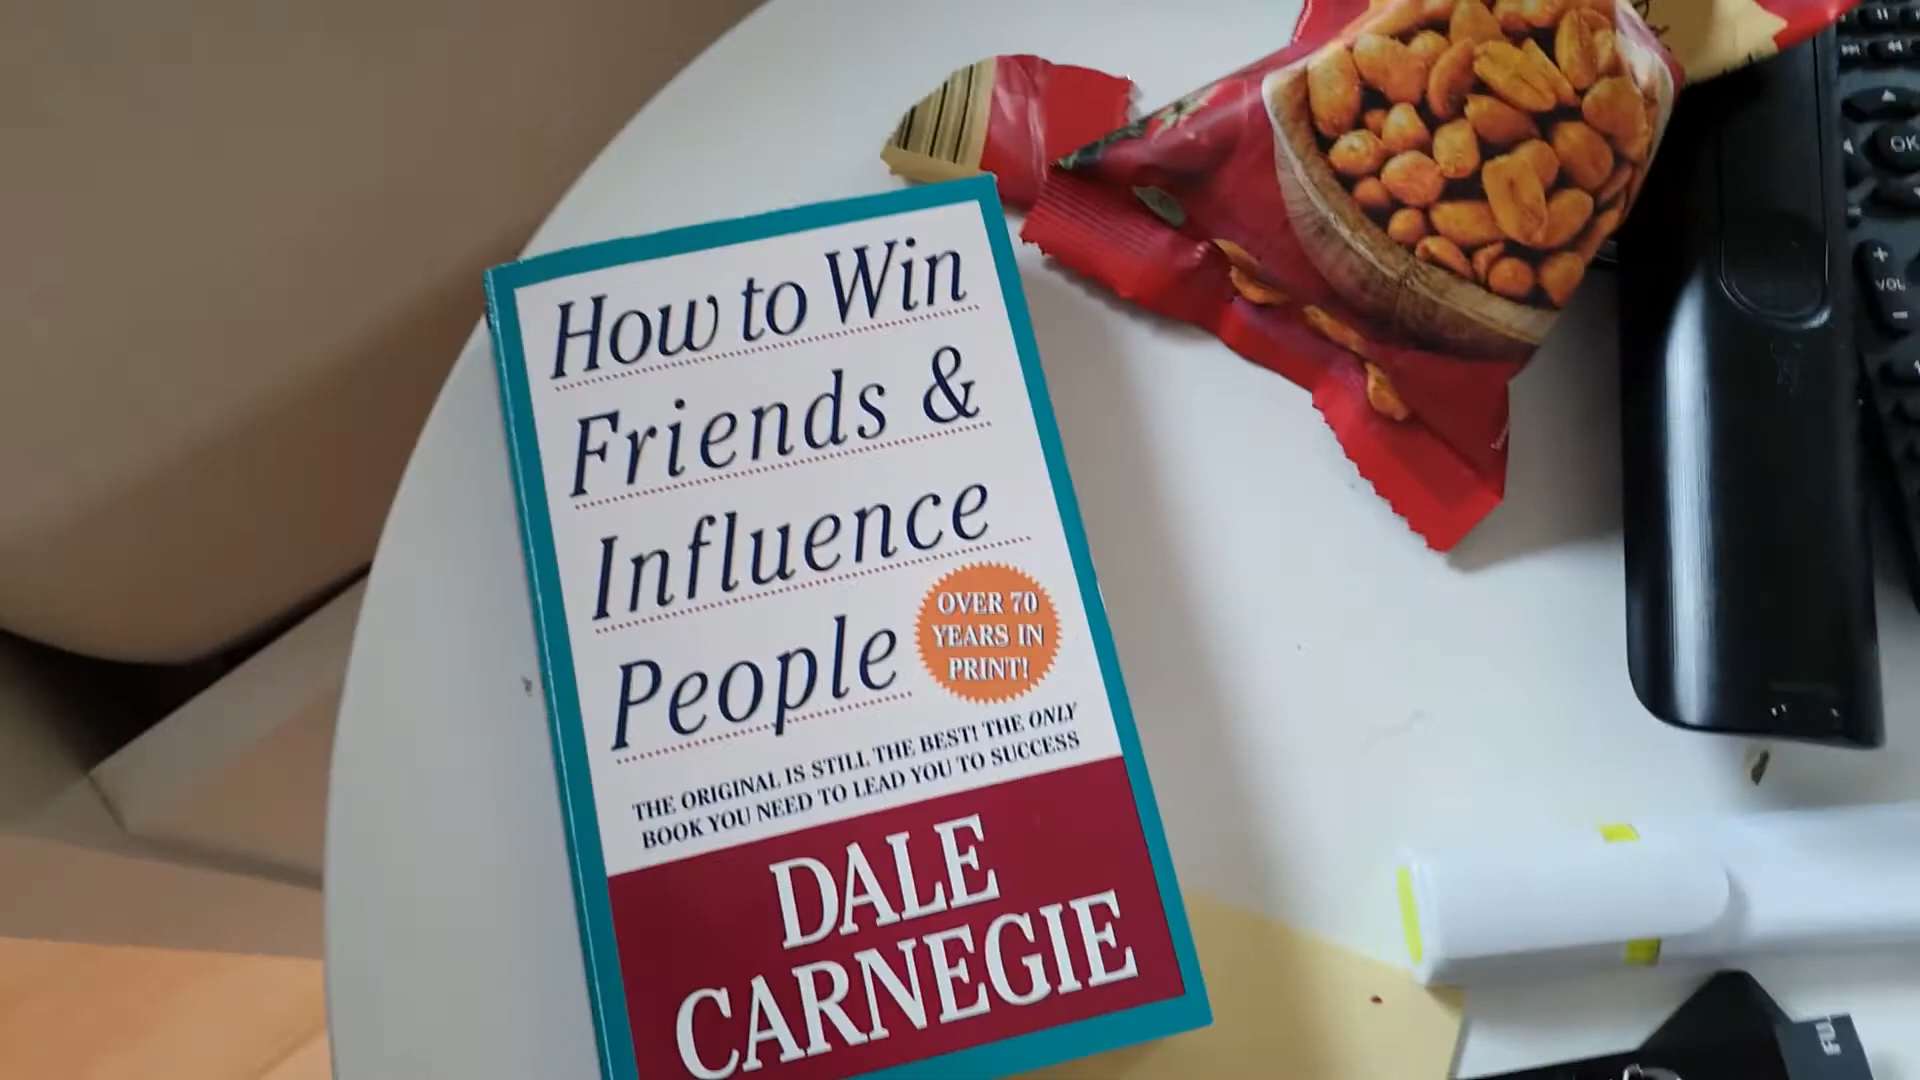 How to Win
Friends &
Influence
People
OVER 70
YEARS IN
PRINT!
THE ORIGINAL IS STILL THE BEST! THE ONLY
BOOK YOU NEED TO LEAD YOU TO SUCCESS
DALE
CARNEGIE
OK
+
VOL
−